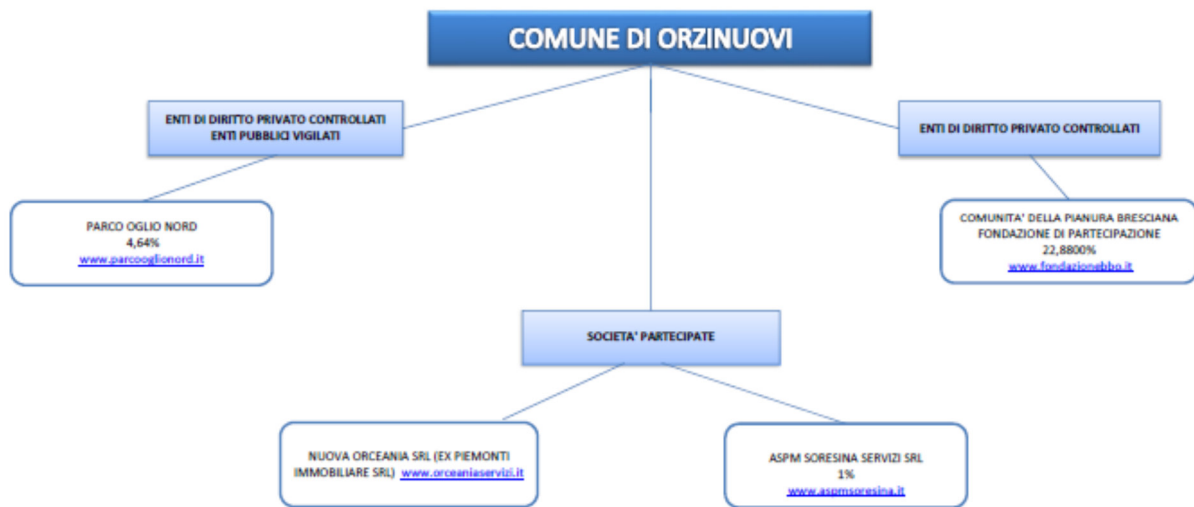 COMUNE DI ORZINUOVI
ENTI DI DIRITTO PRIVATO CONTROLLATI
ENTI PUBBLICI VIGILATI
ENTI DI DIRITTO PRIVATO CONTROLLATI
PARCO OGLIO NORD
4,64%
www.parcooglionord.it
COMUNITA' DELLA PIANURA BRESCIANA
FONDAZIONE DI PARTECIPAZIONE
22,8800%
www.fondazionebbo.it
SOCIETA' PARTECIPATE
NUOVA ORCEANIA SRL (EX PIEMONTI
IMMOBILIARE SRL) www.orceaniaservizi.it
ASPM SORESINA SERVIZI SRL
1%
www.aspmsoresina.it